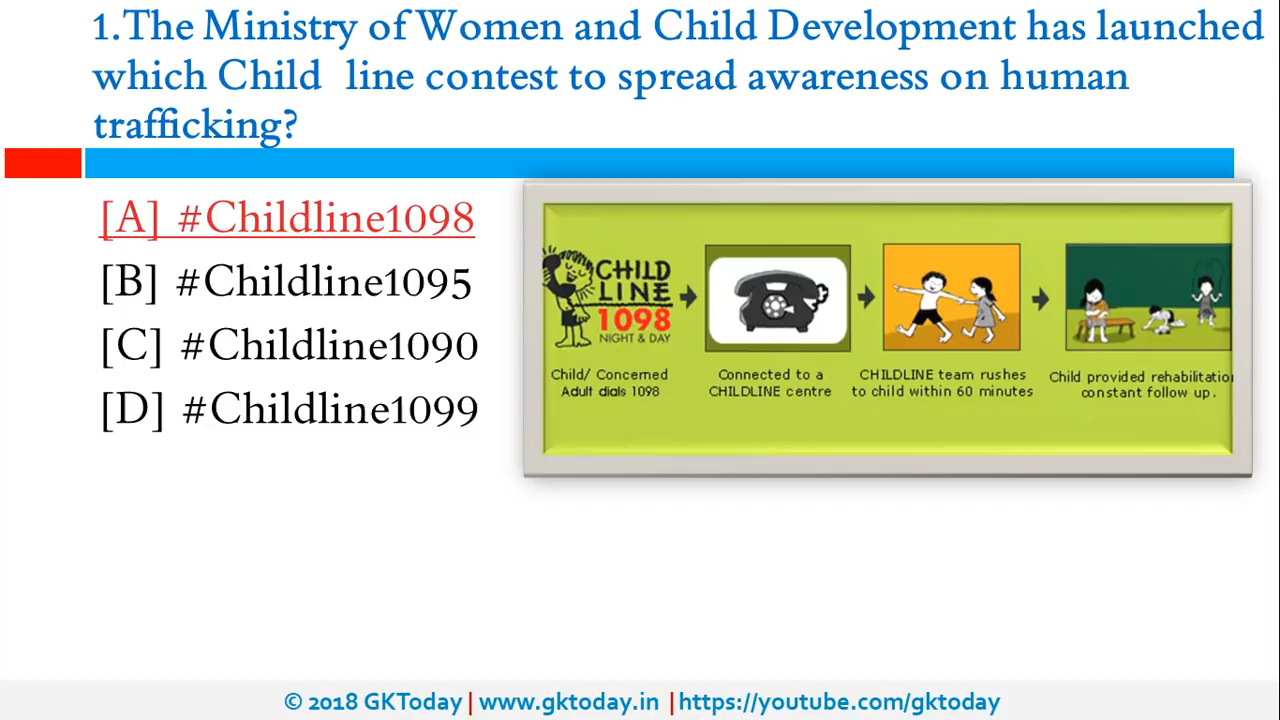 1.The Ministry of Women and Child Development has launched
which Child line contest to spread awareness on human
trafficking?
[A] #Childline1098
[B] #Childline1095
[C] #Childline1090
[D] #Childline1099
CHILD
LINE
1098
NIGHT & DAY
Child/ Concerned
Adult dials 1098
Connected to a
CHILDLINE centre
CHILDLINE team rushes
to child within 60 minutes
Child provided rehabilitatio
constant follow up.
© 2018 GKToday | www.gktoday.in | https://youtube.com/gktoday